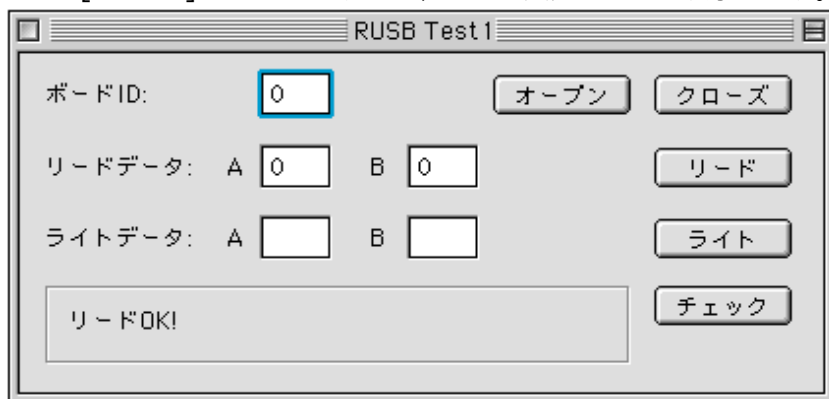 RUSB Test1
ボードID: 0 オープン クローズ
リードデータ: A 0 B 0 リード
ライトデータ: A B ライト
リードOK! チェック